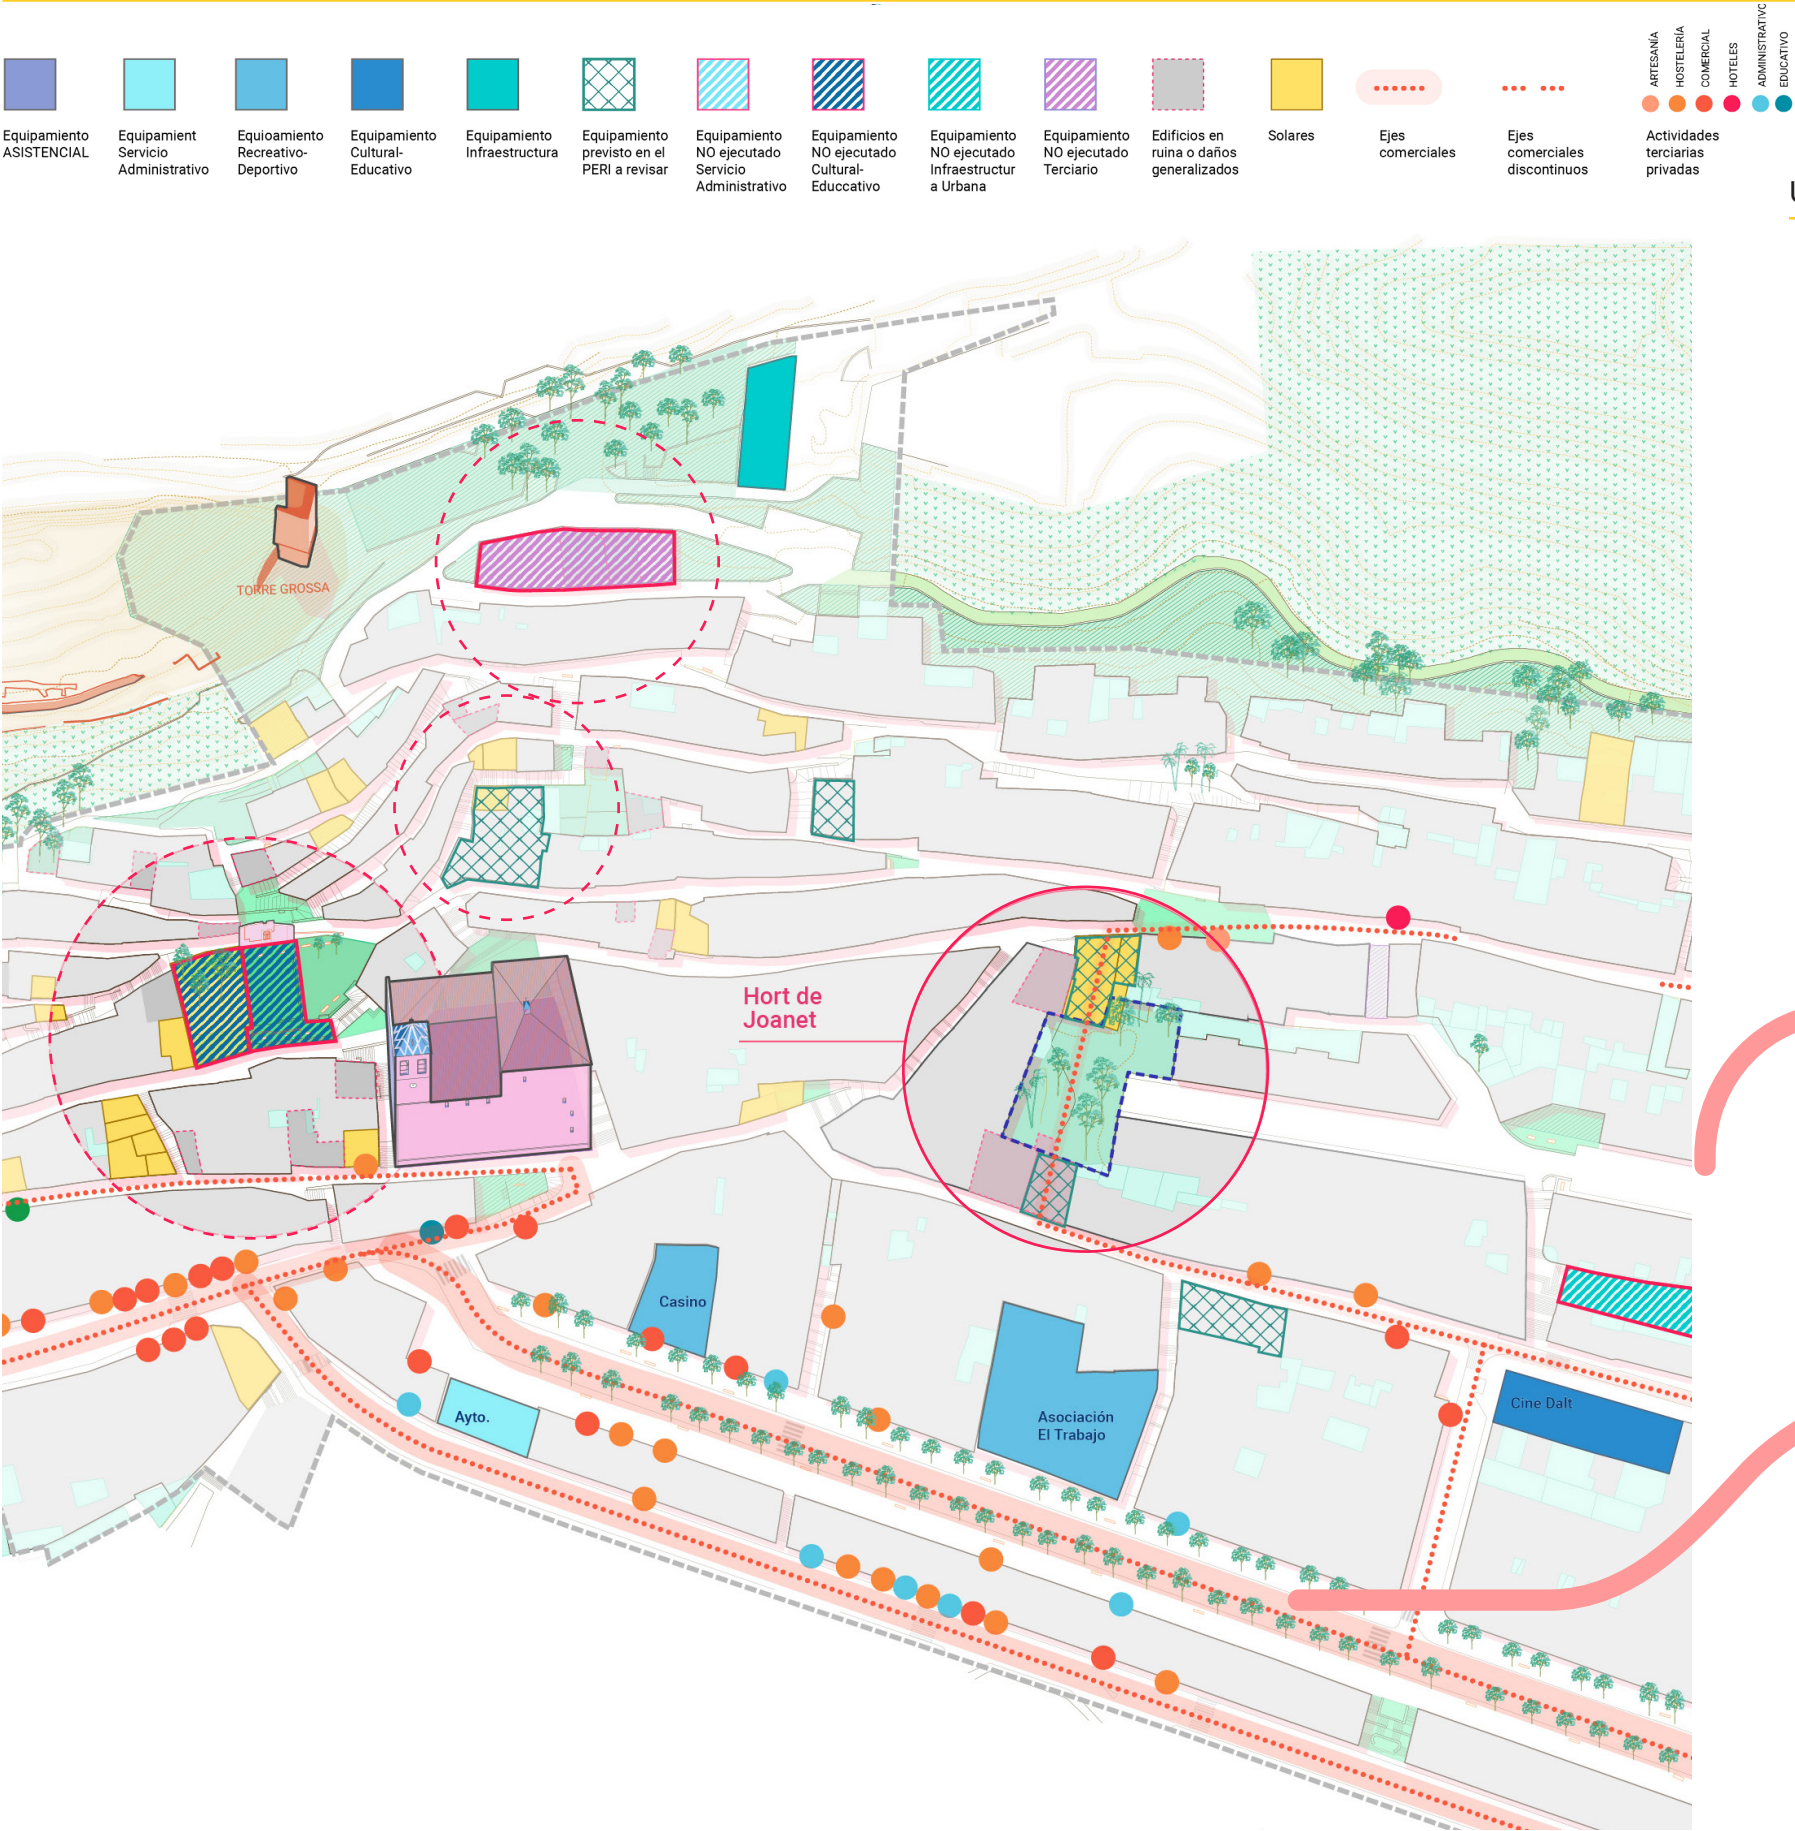 Equipamiento
ASISTENCIAL
Equipament
Servicio
Administrativo
Equioamiento
Recreativo-
Deportivo
Equipamiento
Cultural-
Educativo
Equipamiento
Infraestructura
Equipamiento
previsto en el
PERI a revisar
Equipamiento
NO ejecutado
Servicio
Administrativo
Equipamiento
NO ejecutado
Cultural-
Educcativo
Equipamiento
NO ejecutado
Infraestructur
a Urbana
Equipamiento
NO ejecutado
Terciario
Edificios en
ruina o daños
generalizados
Solares
Ejes
comerciales
Ejes
comerciales
discontinuos
ARTESANÍA
HOSTELERÍA
COMERCIAL
HOTELES
ADMINISTRATIVO
EDUCATIVO
Actividades
terciarias
privadas
TORRE GROSSA
Hort de
Joanet
Casino
Ayto.
Asociación
El Trabajo
Cine Dalt